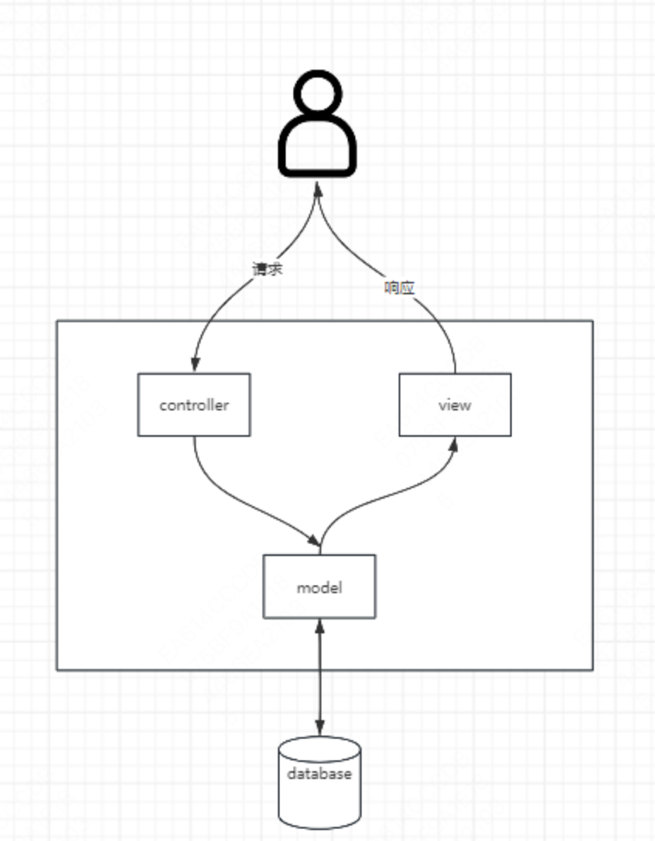 请求
响应
controller
view
model
database